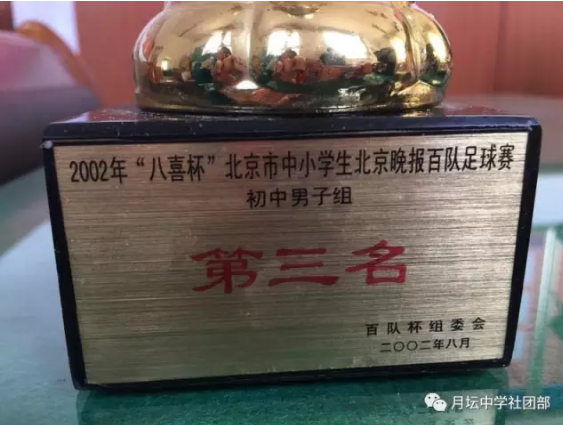 2002年“八喜杯”北京市中小学生北京晚报百队足球赛
初中男子组
第三名
百队杯组委会
二〇〇二年八月
月坛中学社团部